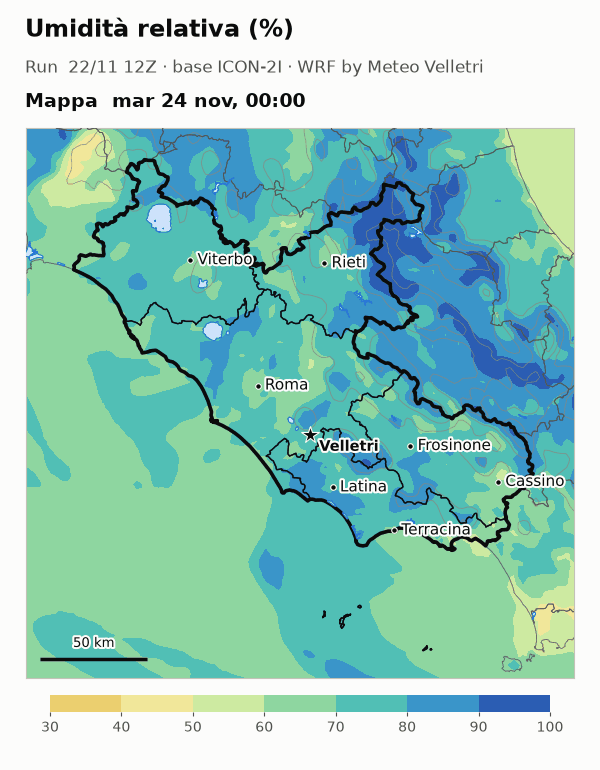 Umidità relativa (%)
Run  22/11 12Z · base ICON-2I · WRF by Meteo Velletri
Mappa  mar 24 nov, 00:00
Viterbo
Rieti
Roma
Velletri
Frosinone
Cassino
Latina
Terracina
50 km
30 40 50 60 70 80 90 100